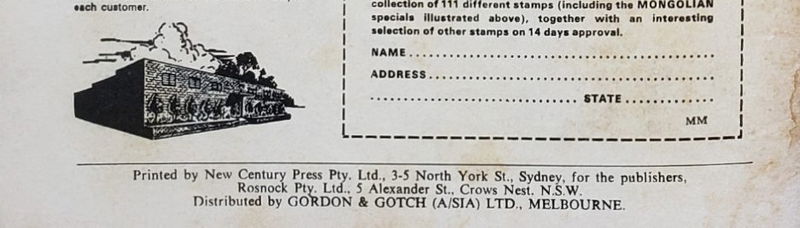 each customer.
collection of 111 different stamps (including the MONGOLIAN
specials illustrated above), together with an interesting
selection of other stamps on 14 days approval.
NAME
ADDRESS
STATE
MM
Printed by New Century Press Pty. Ltd., 3-5 North York St., Sydney, for the publishers,
Rosnock Pty. Ltd., 5 Alexander St., Crows Nest. N.S.W.
Distributed by GORDON & GOTCH (A/SIA) LTD., MELBOURNE.